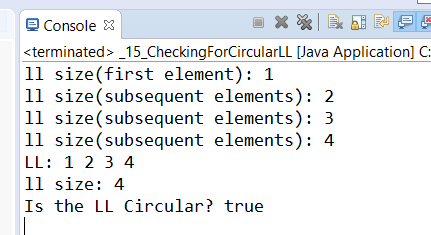 Console
<terminated> _15_CheckingForCircularLL [Java Application] C:
ll size(first element): 1
ll size(subsequent elements): 2
ll size(subsequent elements): 3
ll size(subsequent elements): 4
LL: 1 2 3 4
ll size: 4
Is the LL Circular? true